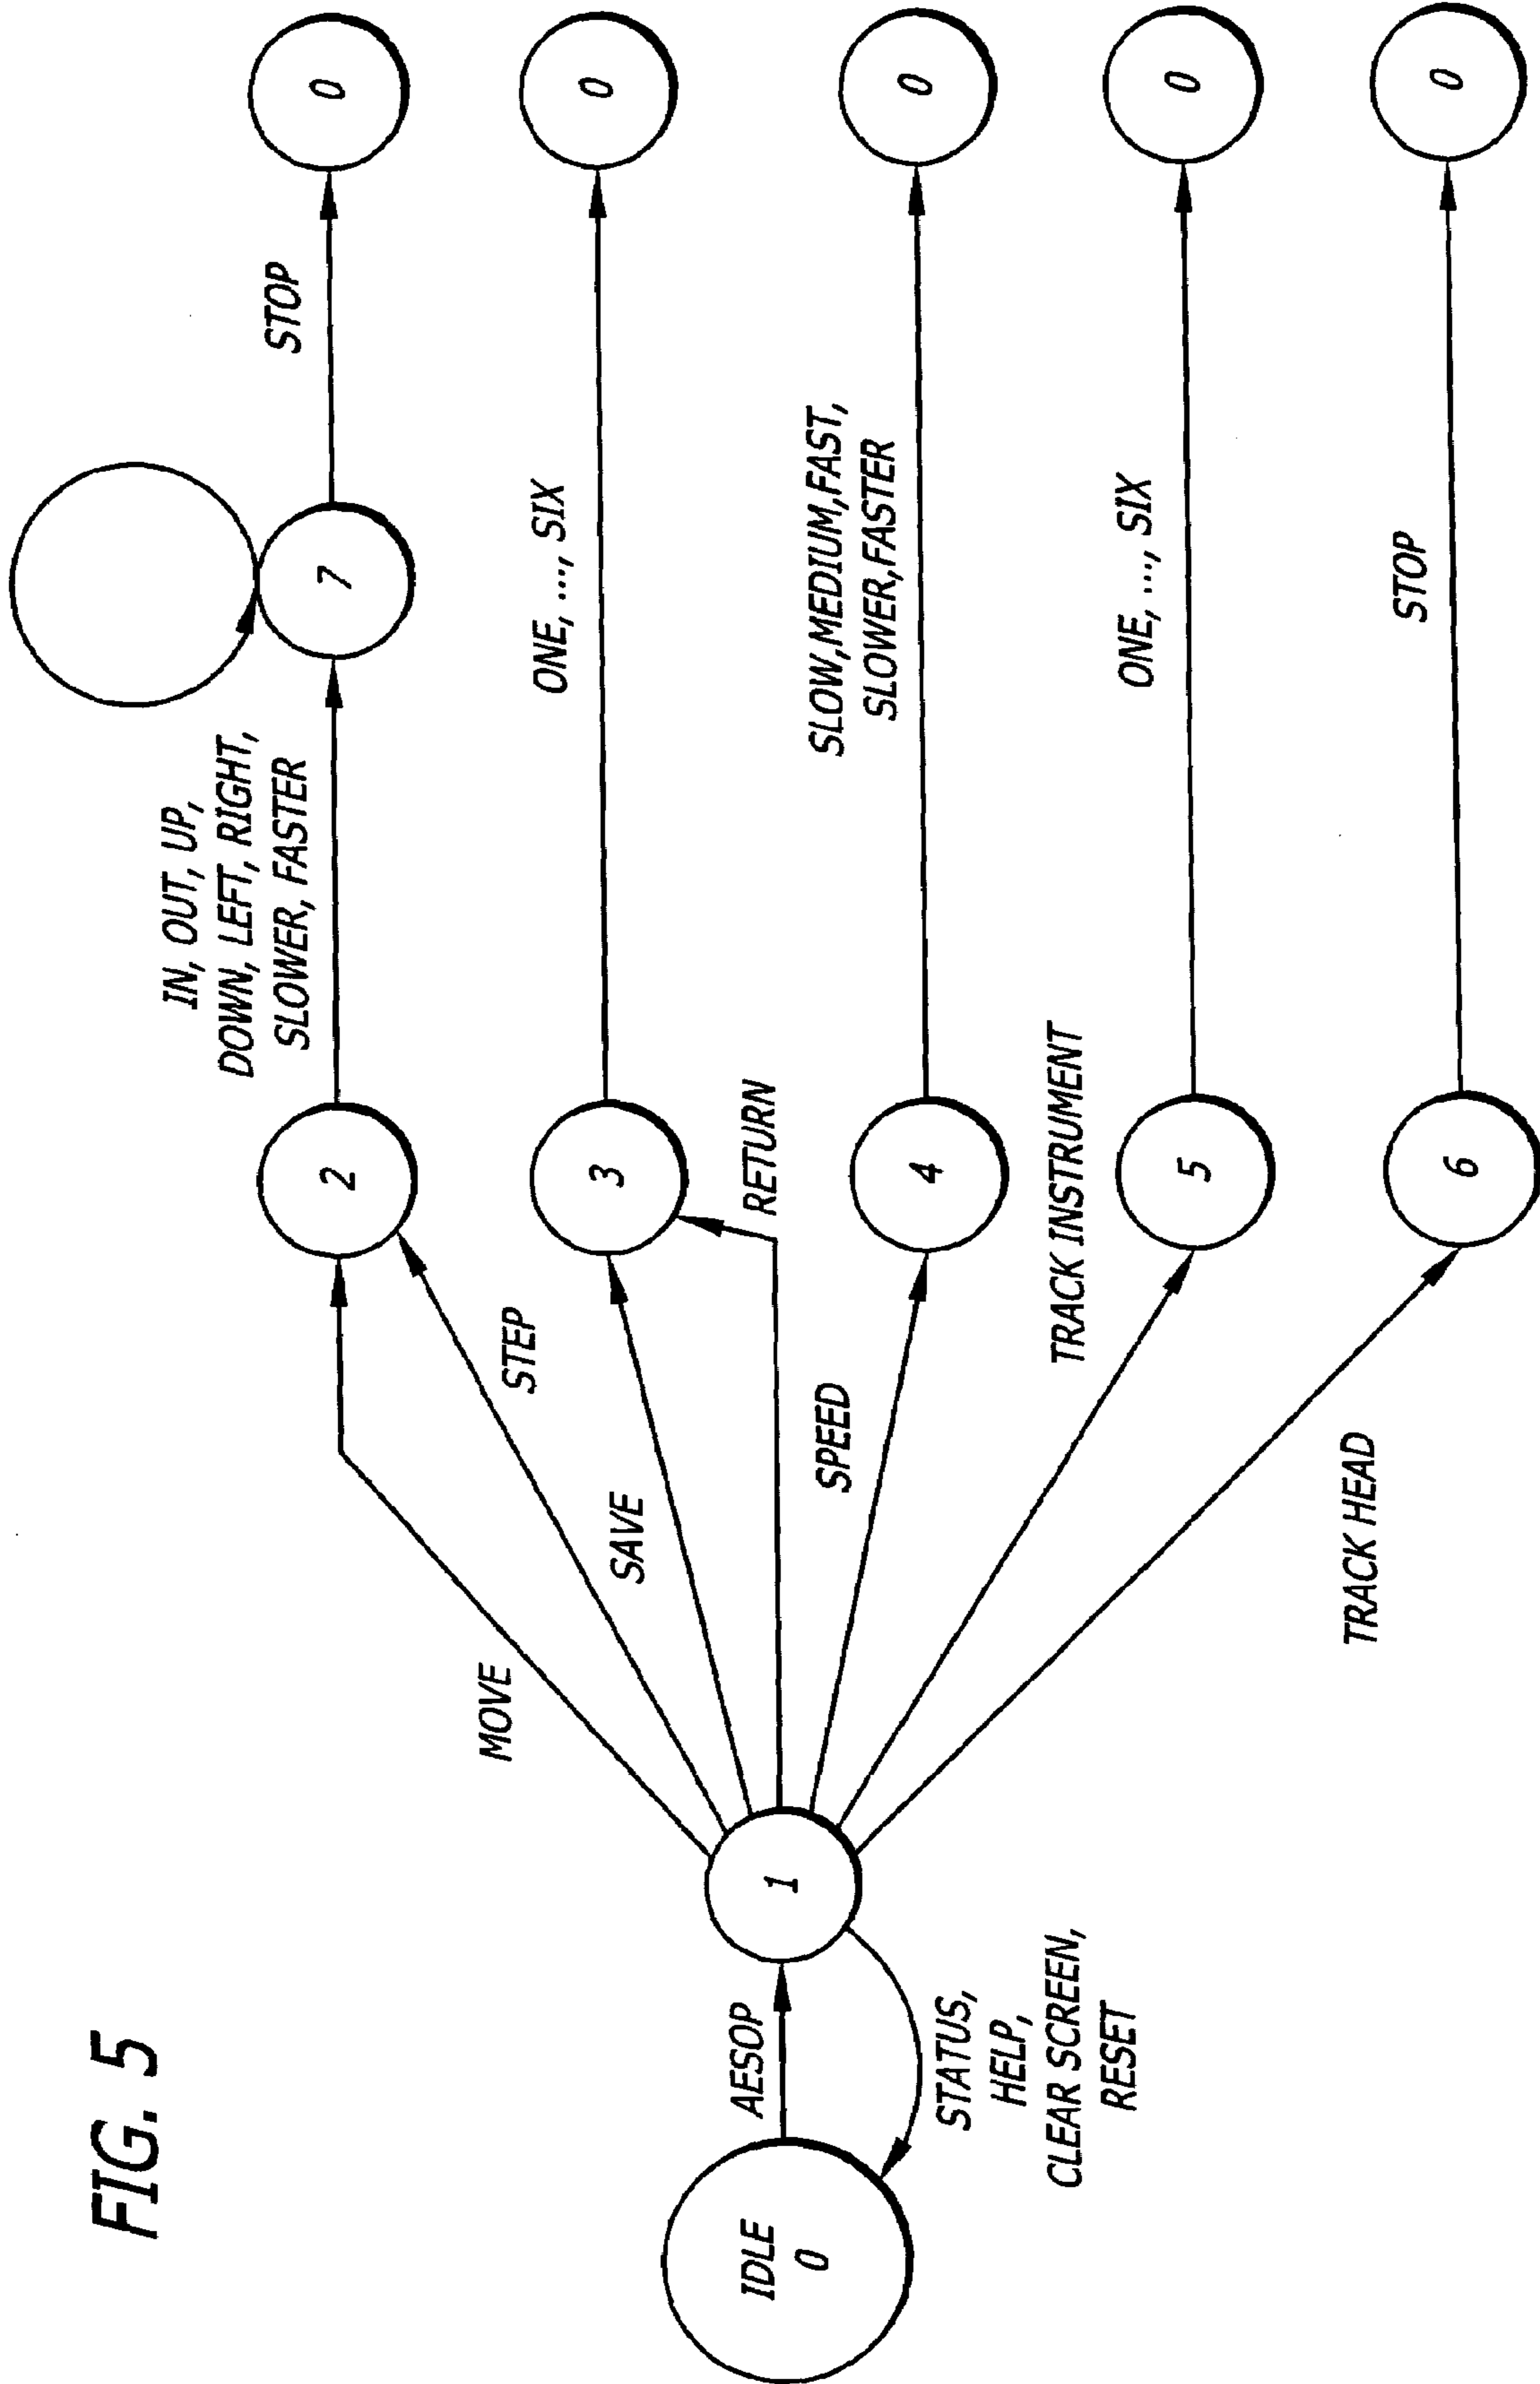 FIG. 5
IDLE
0
AESOP
STATUS,
HELP,
CLEAR SCREEN,
RESET
1
MOVE
STEP
SAVE
RETURN
SPEED
TRACK INSTRUMENT
TRACK HEAD
2
IN, OUT, UP,
DOWN, LEFT, RIGHT,
SLOWER, FASTER
7
STOP
0
3
ONE, ..., SIX
0
4
SLOW,MEDIUM,FAST,
SLOWER,FASTER
0
5
ONE, ..., SIX
0
6
STOP
0